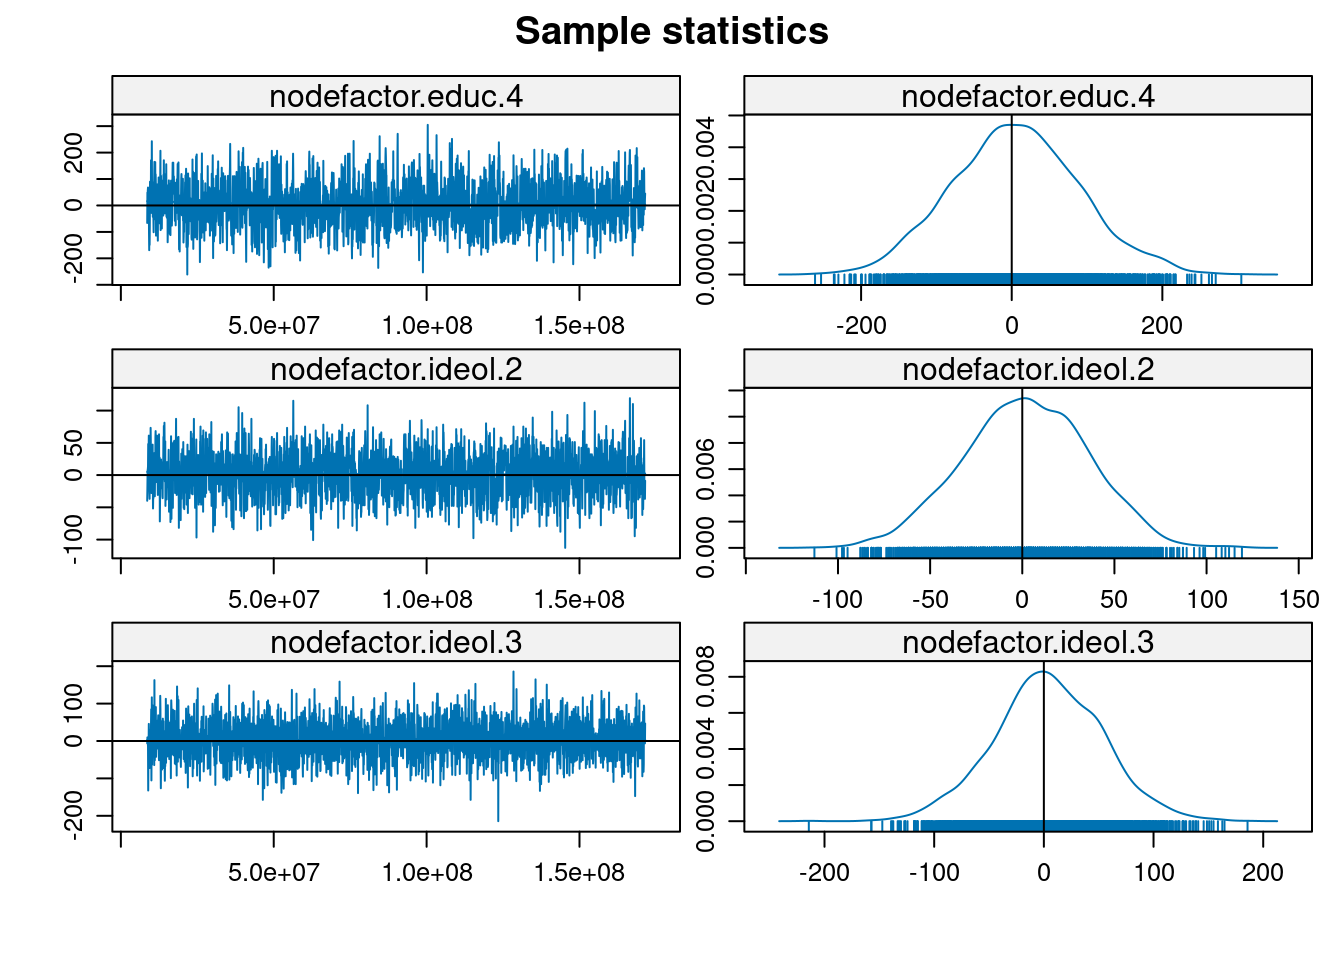 Sample statistics
nodefactor.educ.4
nodefactor.educ.4
-200 0 200
5.0e+07 1.0e+08 1.5e+08
0.000 0.002 0.004
-200 0 200
nodefactor.ideol.2
nodefactor.ideol.2
-100 0 50
5.0e+07 1.0e+08 1.5e+08
0.000 0.006
-100 -50 0 50 100 150
nodefactor.ideol.3
nodefactor.ideol.3
-200 0 100
5.0e+07 1.0e+08 1.5e+08
0.000 0.004 0.008
-200 -100 0 100 200